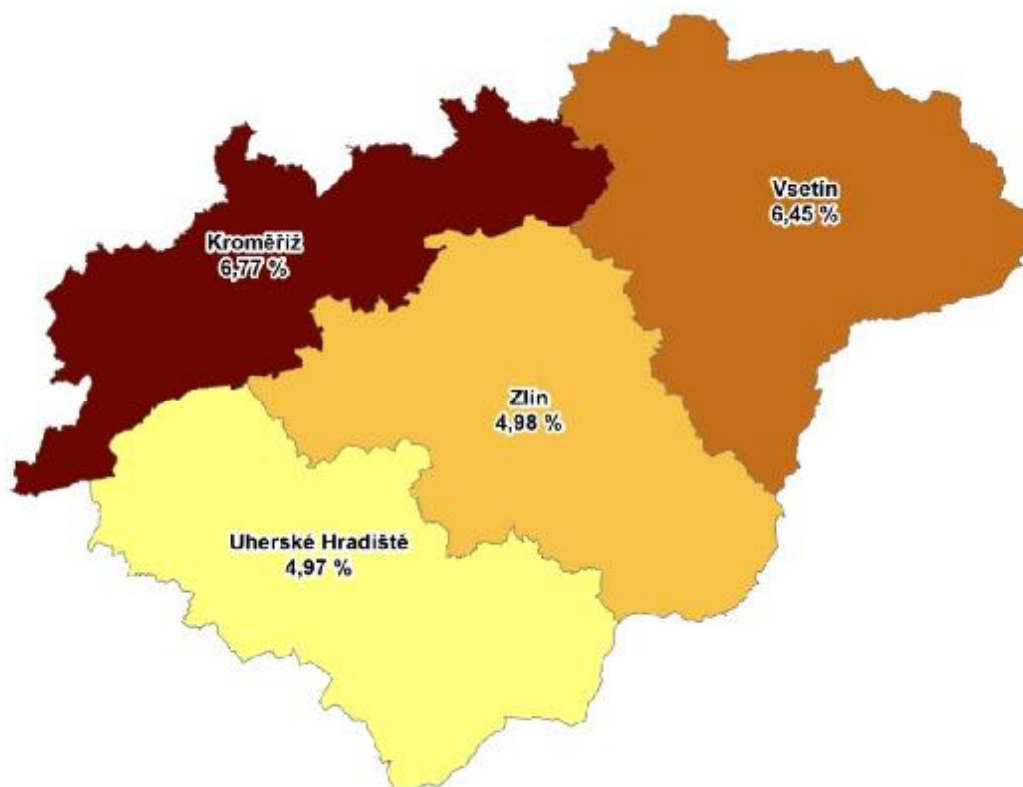 Vsetín
6,45 %
Kroměříž
6,77 %
Zlín
4,98 %
Uherské Hradiště
4,97 %